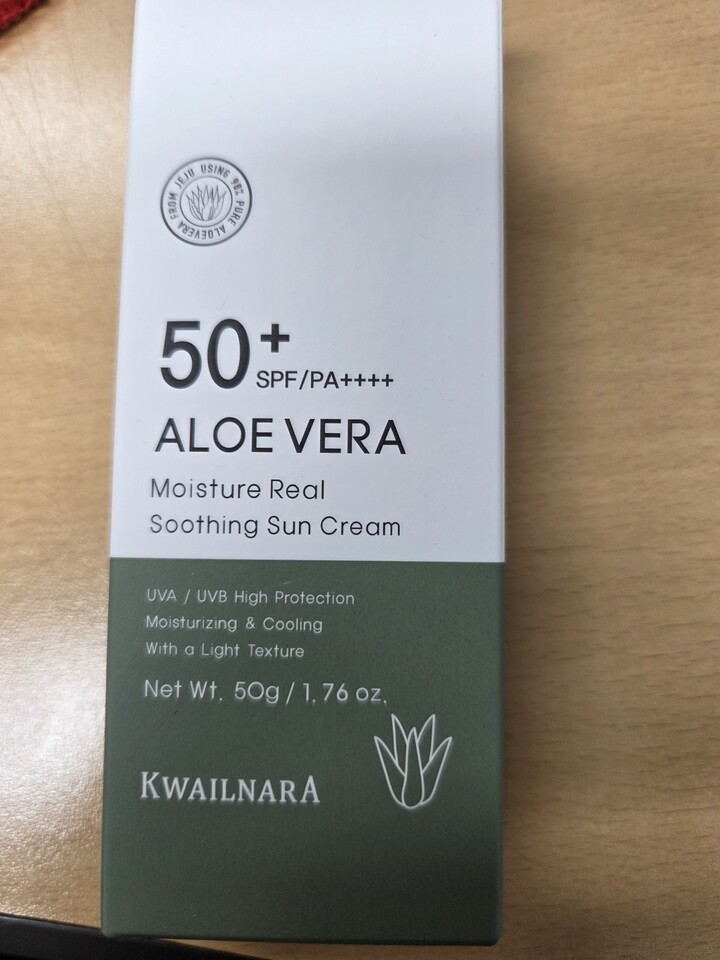 USING 98% PURE ALOEVERA FROM JEJU
50+
SPF/PA++++
ALOE VERA
Moisture Real
Soothing Sun Cream
UVA / UVB High Protection
Moisturizing & Cooling
With a Light Texture
Net Wt. 50g / 1.76 oz.
KWAILNARA